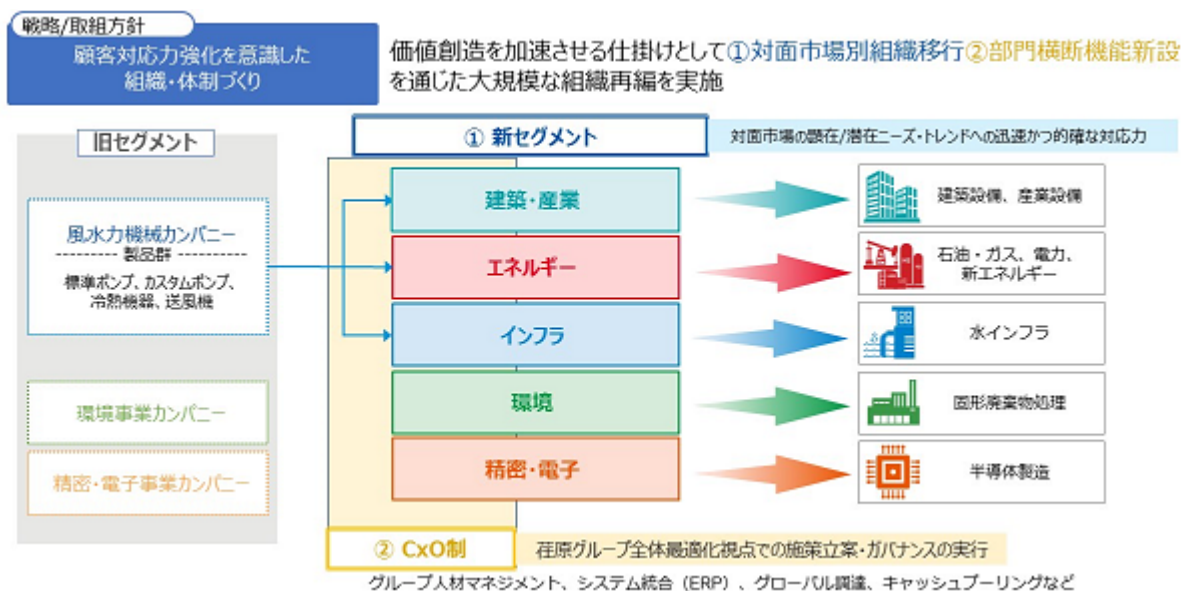 戦略/取組方針
顧客対応力強化を意識した
組織・体制づくり
価値創造を加速させる仕掛けとして①対面市場別組織移行②部門横断機能新設
を通じた大規模な組織再編を実施
旧セグメント
① 新セグメント
対面市場の顕在/潜在ニーズ・トレンドへの迅速かつ的確な対応力
風水力機械カンパニー
製品群
標準ポンプ、カスタムポンプ、
冷熱機器、送風機
環境事業カンパニー
精密・電子事業カンパニー
建築・産業
建築設備、産業設備
エネルギー
石油・ガス、電力、
新エネルギー
インフラ
水インフラ
環境
固形廃棄物処理
精密・電子
半導体製造
② CxO制
荏原グループ全体最適化視点での施策立案・ガバナンスの実行
グループ人材マネジメント、システム統合（ERP）、グローバル調達、キャッシュプーリングなど